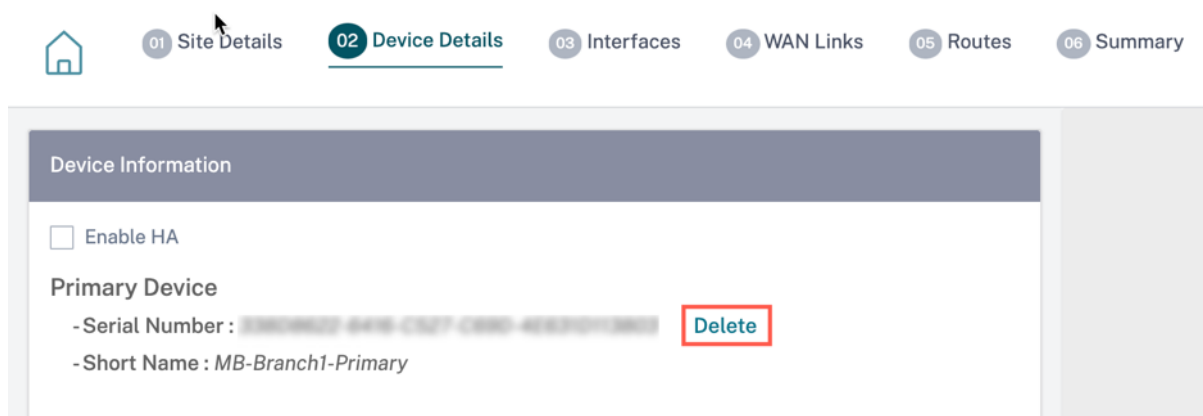 01 Site Details 02 Device Details 03 Interfaces 04 WAN Links 05 Routes 06 Summary
Device Information
Enable HA
Primary Device
- Serial Number : Delete
- Short Name : MB-Branch1-Primary